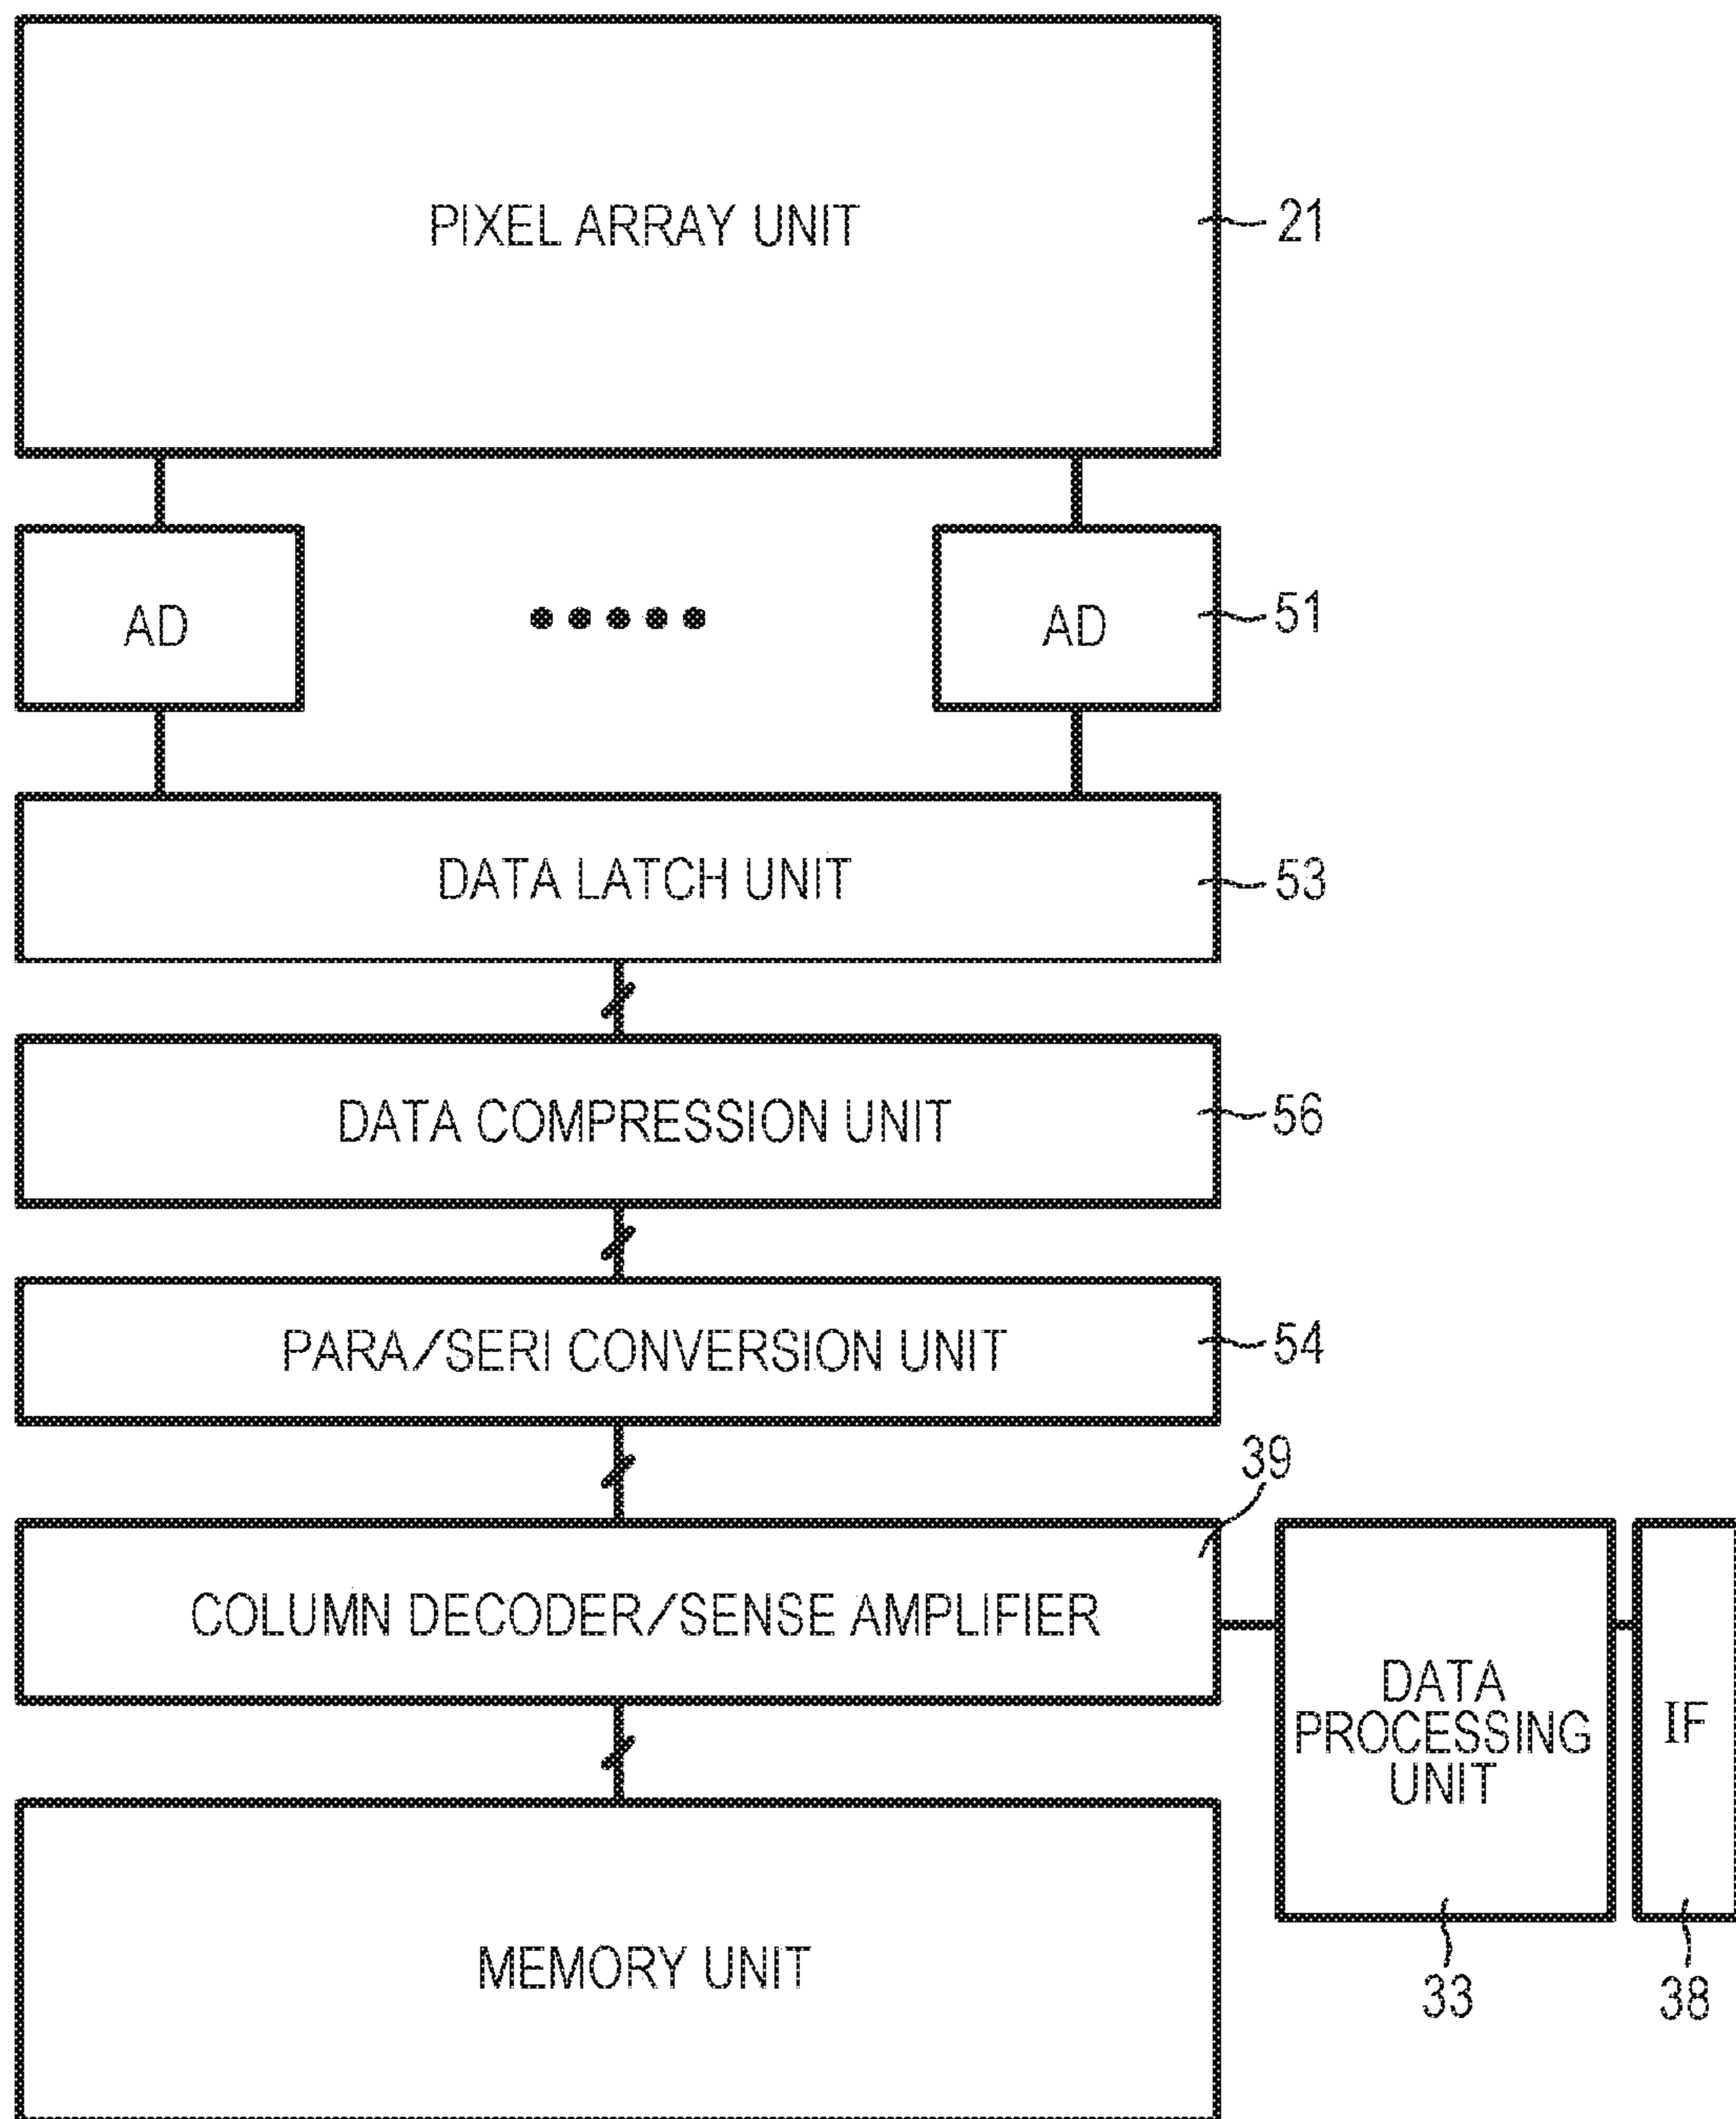 PIXEL ARRAY UNIT
21
AD
AD
51
DATA LATCH UNIT
53
DATA COMPRESSION UNIT
56
PARA/SERI CONVERSION UNIT
54
39
COLUMN DECODER/SENSE AMPLIFIER
DATA
PROCESSING
UNIT
IF
MEMORY UNIT
33
38